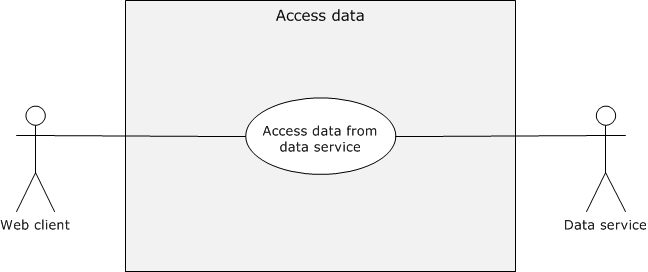 Access data
Access data from
data service
Web client
Data service